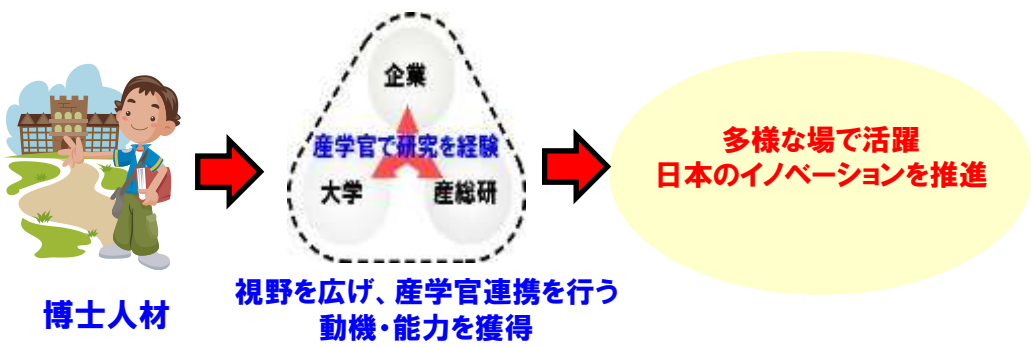 博士人材
企業
産学官で研究を経験
大学
産総研
視野を広げ、産学官連携を行う
動機・能力を獲得
多様な場で活躍
日本のイノベーションを推進